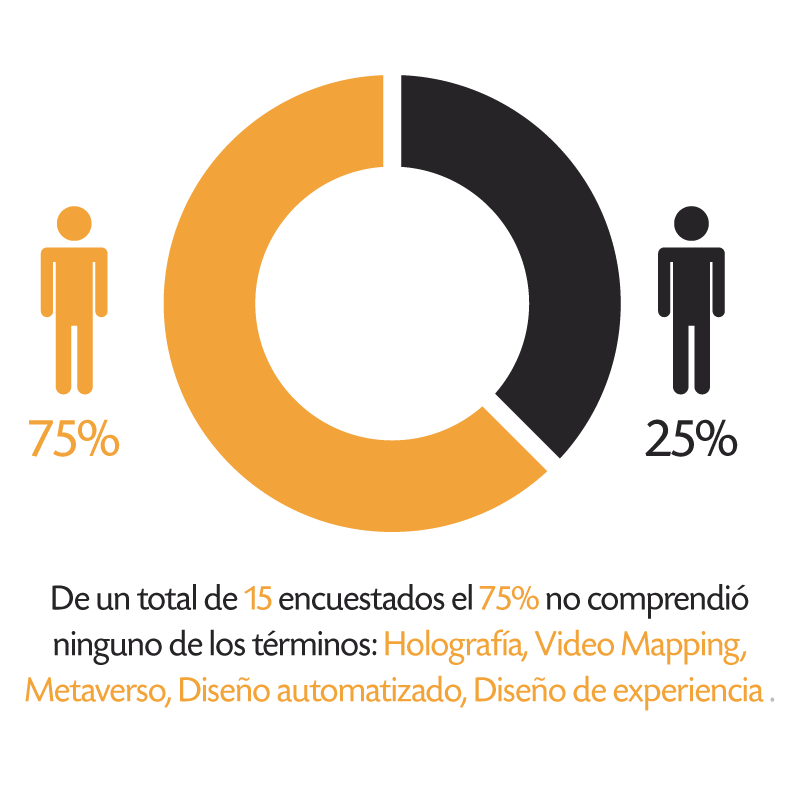 75%
25%
De un total de 15 encuestados el 75% no comprendió
ninguno de los términos: Holografía, Video Mapping,
Metaverso, Diseño automatizado, Diseño de experiencia .